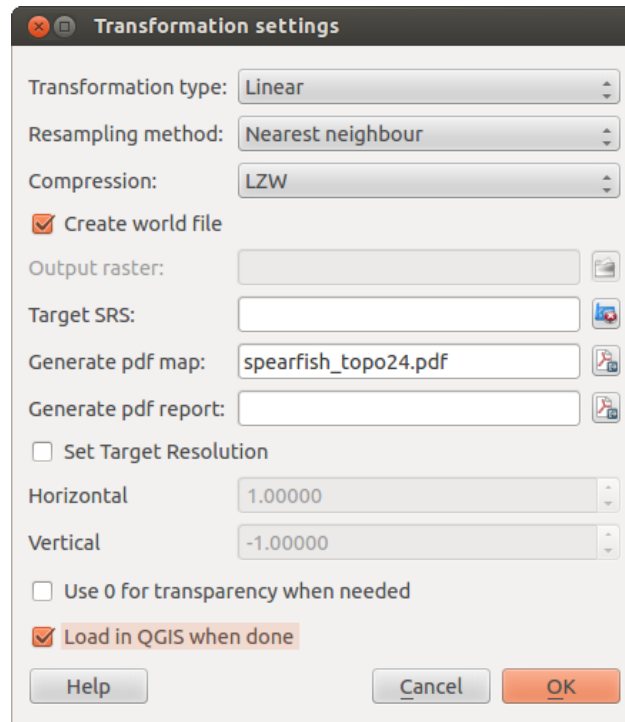 Transformation settings
Transformation type: Linear
Resampling method: Nearest neighbour
Compression: LZW
Create world file
Output raster:
Target SRS:
Generate pdf map: spearfish_topo24.pdf
Generate pdf report:
Set Target Resolution
Horizontal 1.00000
Vertical -1.00000
Use 0 for transparency when needed
Load in QGIS when done
Help Cancel OK